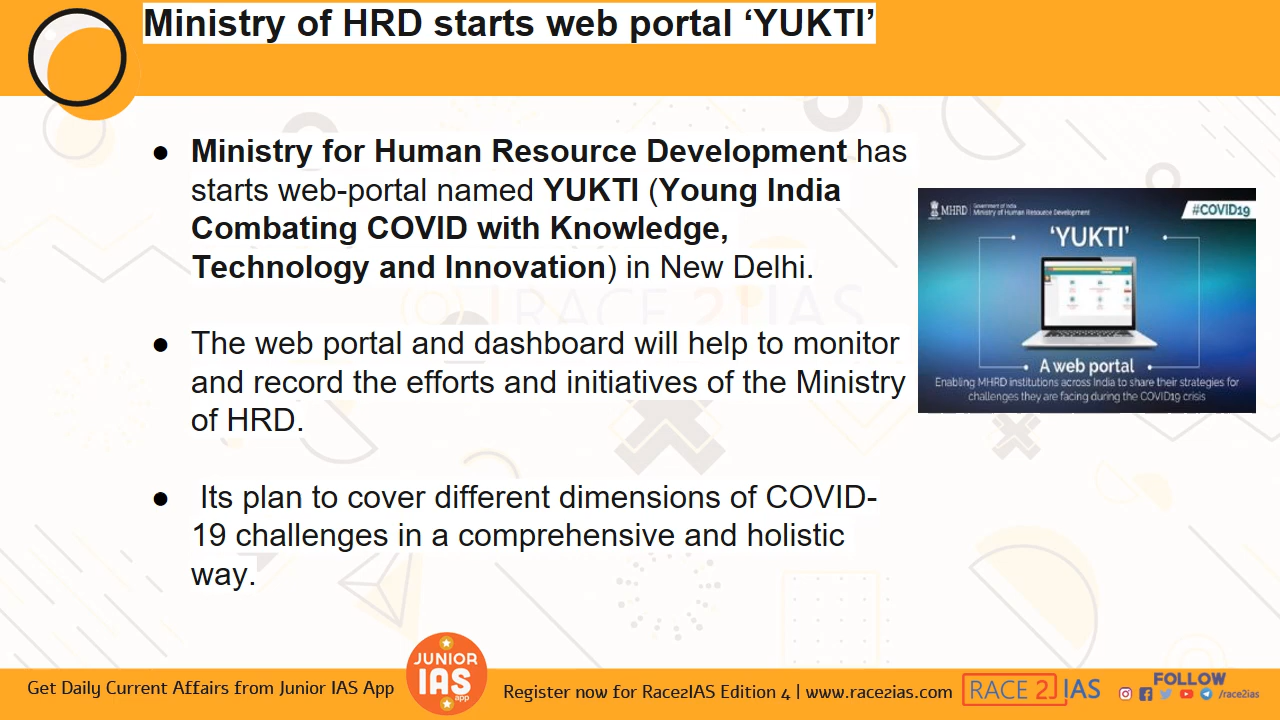 Ministry of HRD starts web portal ‘YUKTI’
● Ministry for Human Resource Development has
starts web-portal named YUKTI (Young India
Combating COVID with Knowledge,
Technology and Innovation) in New Delhi.
RACE 2 IAS
● The web portal and dashboard will help to monitor
and record the efforts and initiatives of the Ministry
of HRD.
● Its plan to cover different dimensions of COVID-
19 challenges in a comprehensive and holistic
way.
MHRD
Government of India
Ministry of Human Resource Development
#COVID19
‘YUKTI’
A web portal
Enabling MHRD institutions across India to share their strategies for
challenges they are facing during the COVID19 crisis
Get Daily Current Affairs from Junior IAS App
JUNIOR
IAS
app
Register now for Race2IAS Edition 4 | www.race2ias.com
RACE 2 IAS
FOLLOW
/race2ias